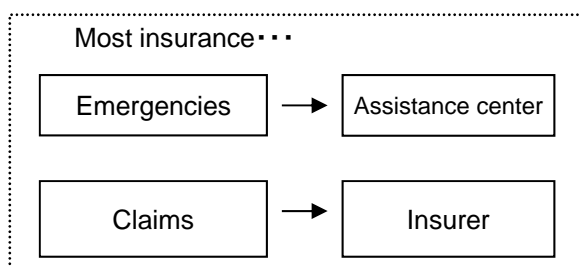 Most insurance･･･
Emergencies
Assistance center
Claims
Insurer